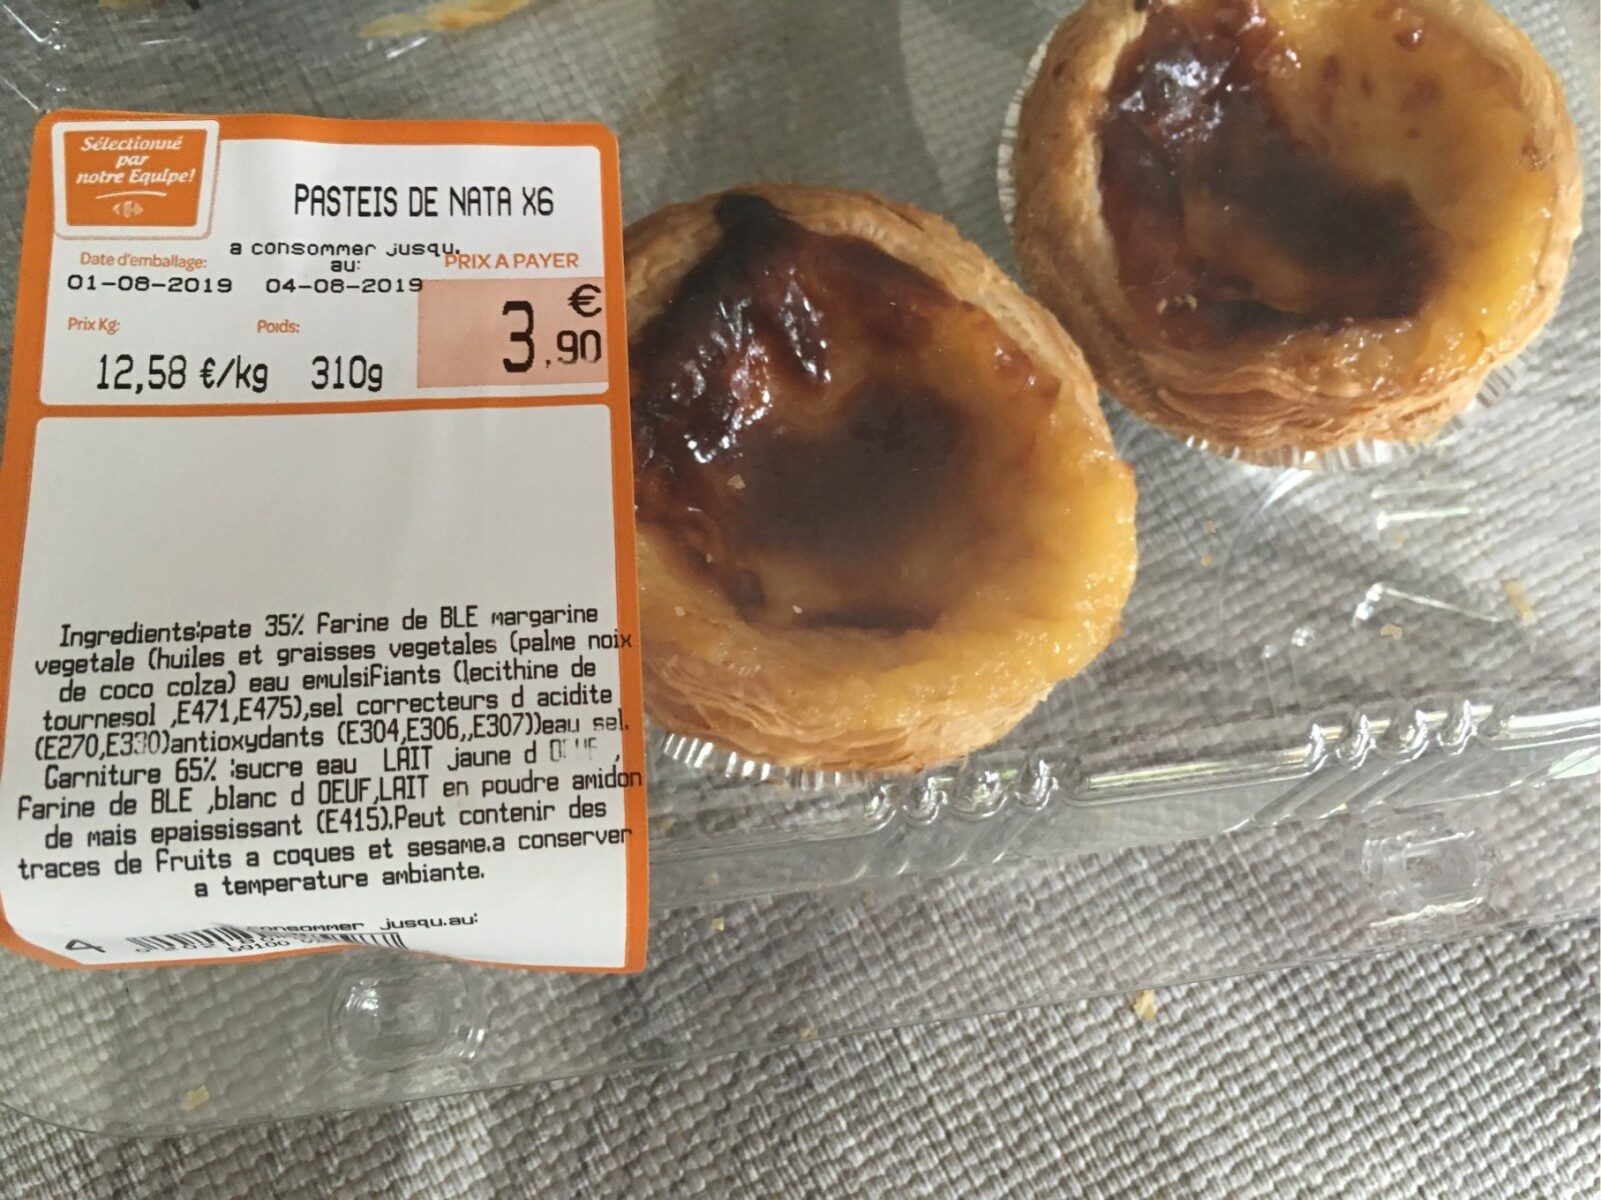 Sélectionné
par
notre Equipe!
PASTEIS DE NATA X6
Date d'emballage:
a consommer jusqu.
au:
PRIX A PAYER
01-08-2019
04-08-2019
3,90 €
Prix Kg:
Poids:
12,58 €/kg
310g
Ingredients:pate 35% Farine de BLE margarine
vegetale (huiles et graisses vegetales (palme noix
de coco colza) eau emulsifiants (lecithine de
tournesol ,E471,E475),sel correcteurs d acidite
(E270,E330)antioxydants (E304,E306,,E307))eau sel.
Garniture 65% :sucre eau LAIT jaune d OEUF ,
Farine de BLE ,blanc d OEUF,LAIT en poudre amidon
de mais epaississant (E415).Peut contenir des
traces de Fruits a coques et sesame.a conserver
a temperature ambiante.
jusqu.au:
4